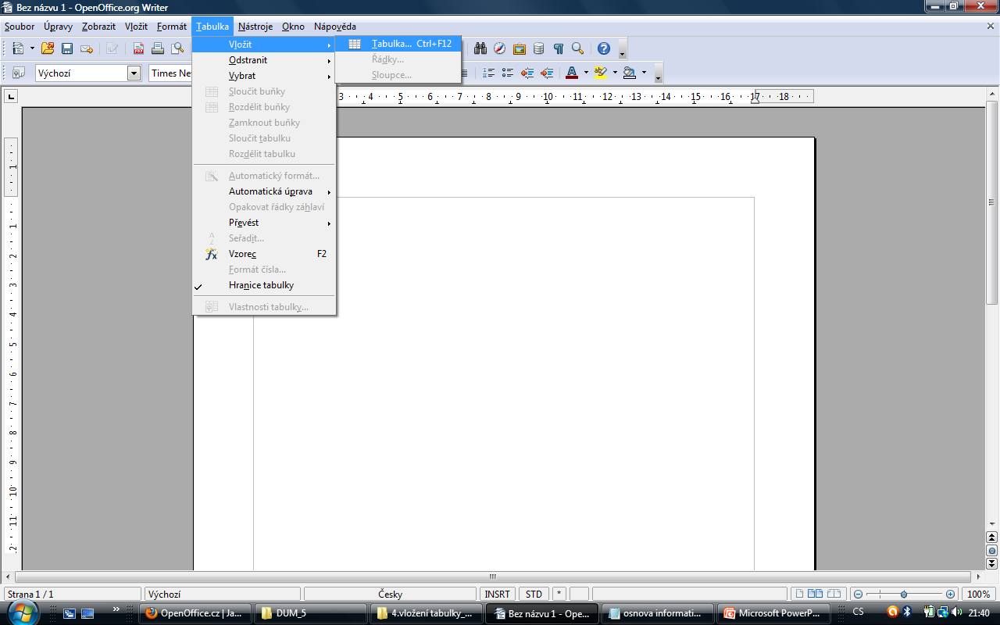 Bez názvu 1 - OpenOffice.org Writer
Soubor Úpravy Zobrazit Vložit Formát Tabulka Nástroje Okno Nápověda
Vložit
Tabulka... Ctrl+F12
Odstranit
Řádky...
Výchozí
Times Ne
Vybrat
Sloupce...
Sloučit buňky
3 4 5 6 7 8 9 10 11 12 13 14 15 16 17 18
Rozdělit buňky
Zamknout buňky
Sloučit tabulku
Rozdělit tabulku
Automatický formát...
Automatická úprava
Opakovat řádky záhlaví
Převést
Seřadit...
Vzorec F2
Formát čísla...
Hranice tabulky
Vlastnosti tabulky...
1
1
2
3
4
5
6
7
8
9
10
11
Strana 1 / 1 Výchozí Česky INSRT STD * 100%
OpenOffice.cz | Ja... DUM_5 4.vložení tabulky_... Bez názvu 1 - Ope... osnova informati... Microsoft PowerP... CS 21:40